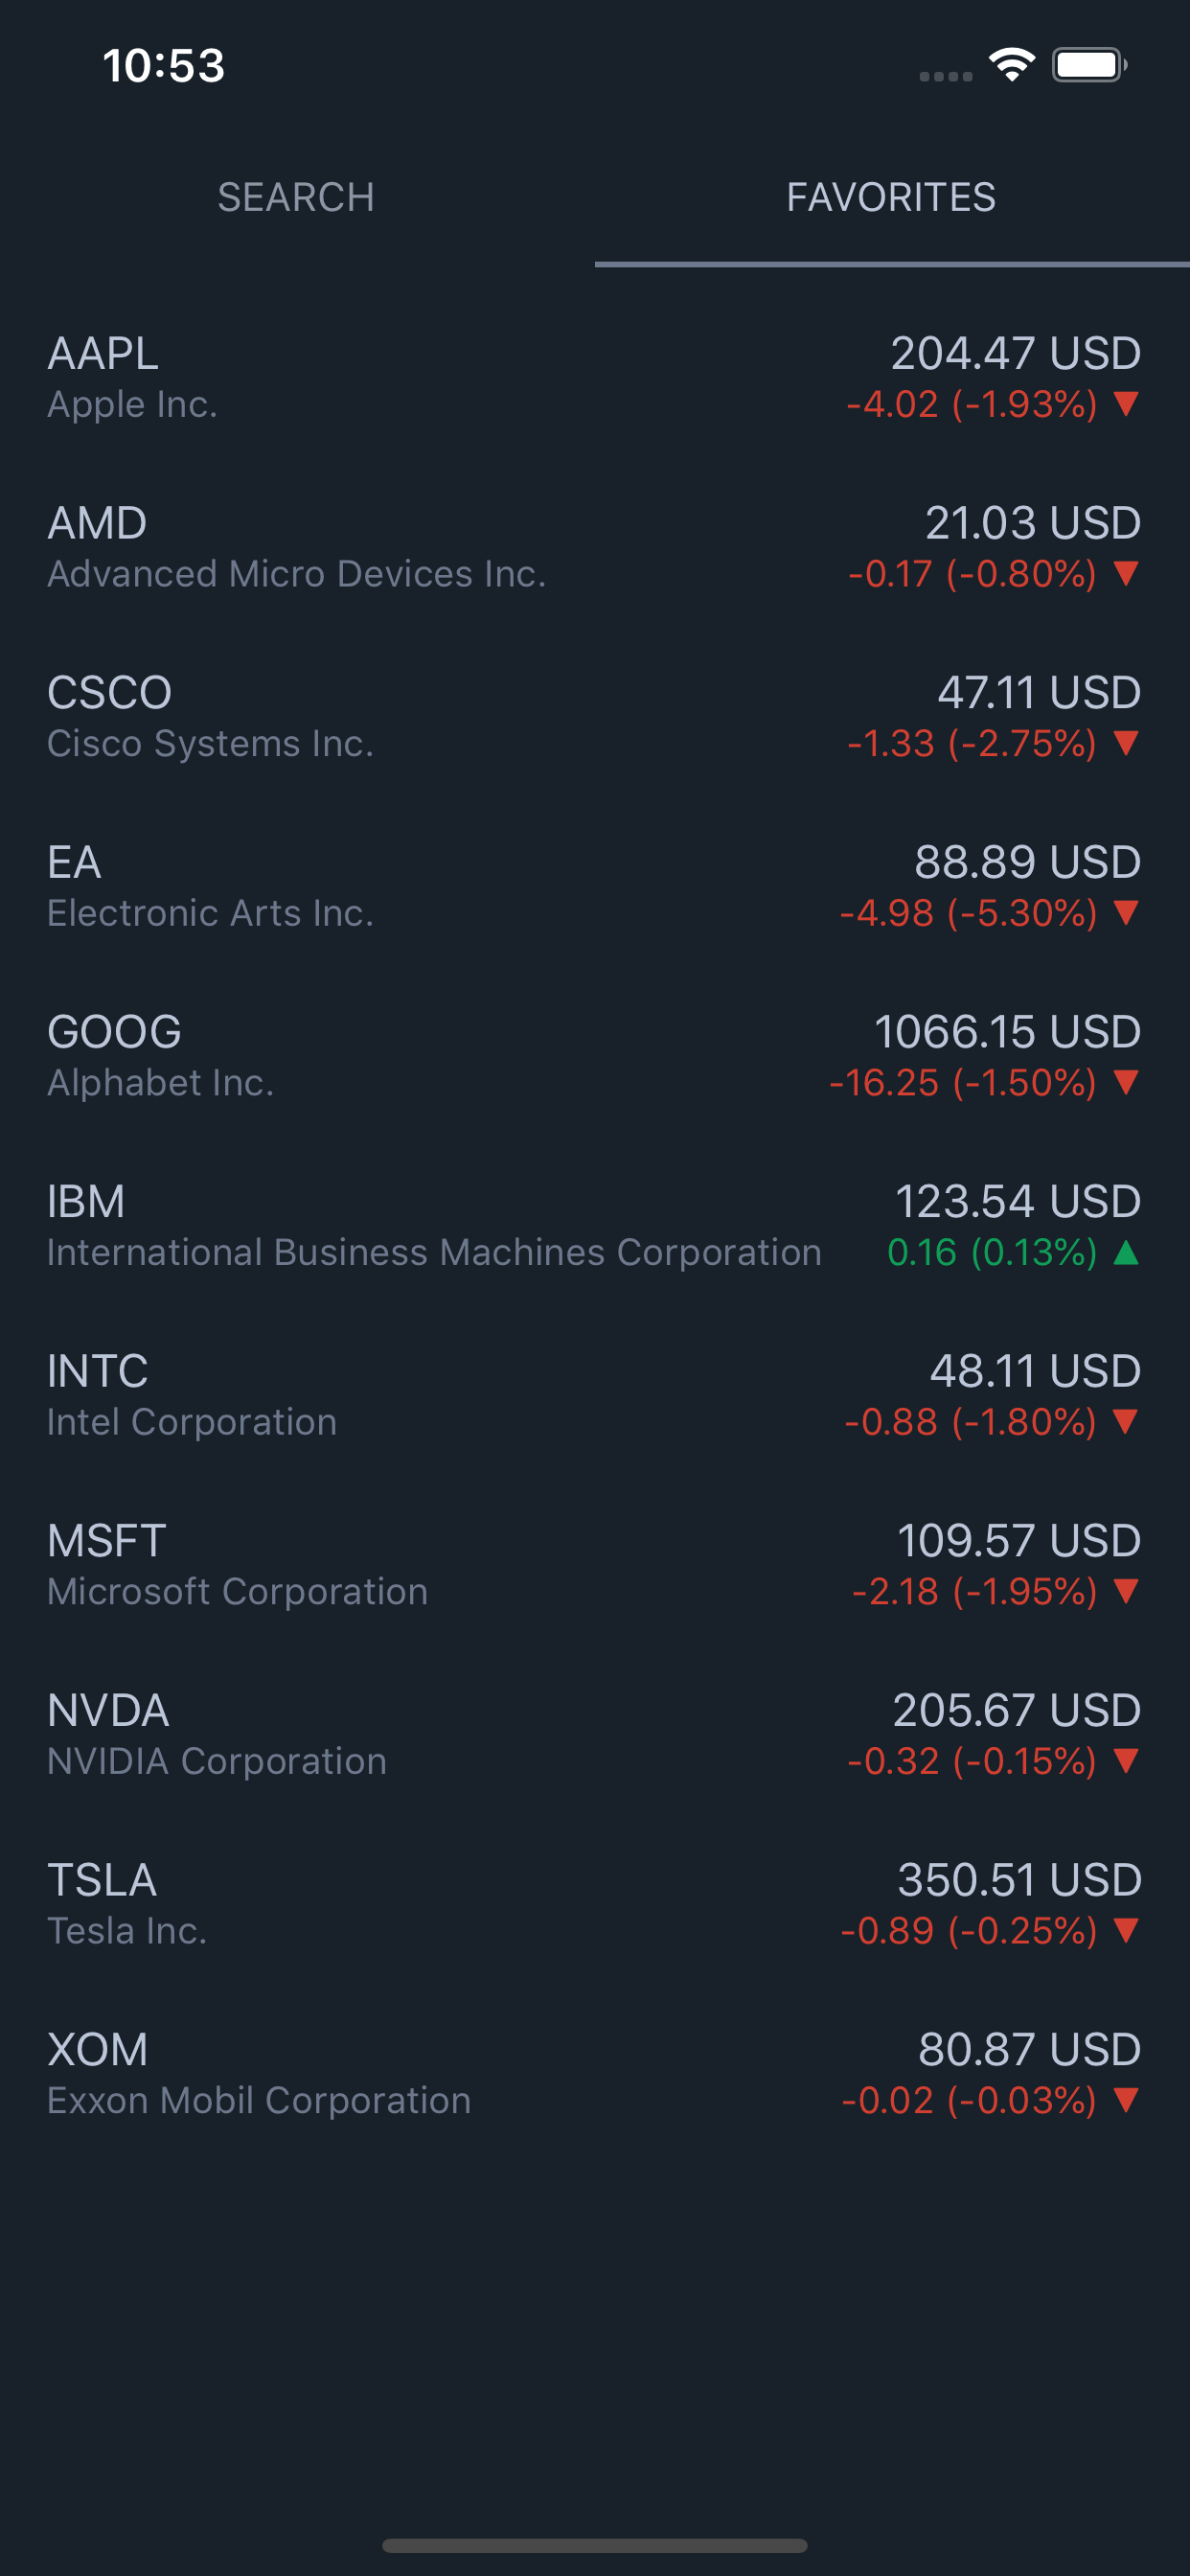 10:53
SEARCH FAVORITES
AAPL 204.47 USD
Apple Inc. -4.02 (-1.93%) ▼
AMD 21.03 USD
Advanced Micro Devices Inc. -0.17 (-0.80%) ▼
CSCO 47.11 USD
Cisco Systems Inc. -1.33 (-2.75%) ▼
EA 88.89 USD
Electronic Arts Inc. -4.98 (-5.30%) ▼
GOOG 1066.15 USD
Alphabet Inc. -16.25 (-1.50%) ▼
IBM 123.54 USD
International Business Machines Corporation 0.16 (0.13%) ▲
INTC 48.11 USD
Intel Corporation -0.88 (-1.80%) ▼
MSFT 109.57 USD
Microsoft Corporation -2.18 (-1.95%) ▼
NVDA 205.67 USD
NVIDIA Corporation -0.32 (-0.15%) ▼
TSLA 350.51 USD
Tesla Inc. -0.89 (-0.25%) ▼
XOM 80.87 USD
Exxon Mobil Corporation -0.02 (-0.03%) ▼